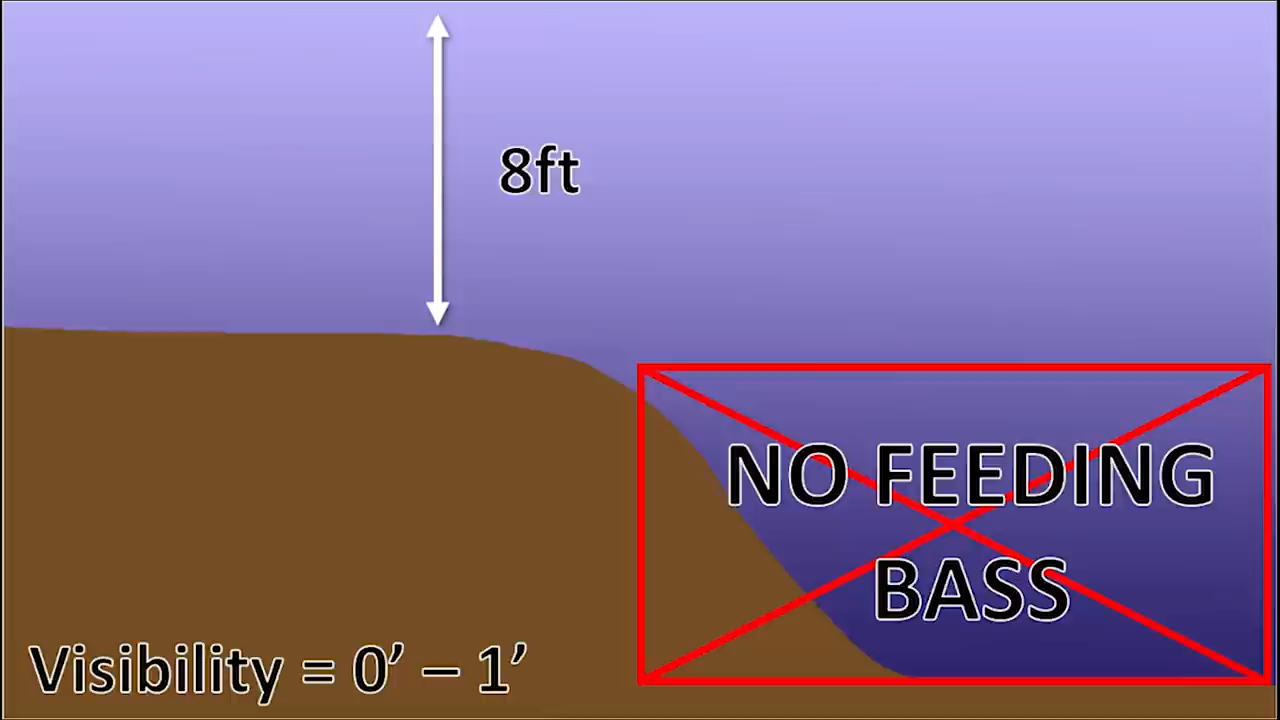 8ft
NO FEEDING
BASS
Visibility = 0’ – 1’